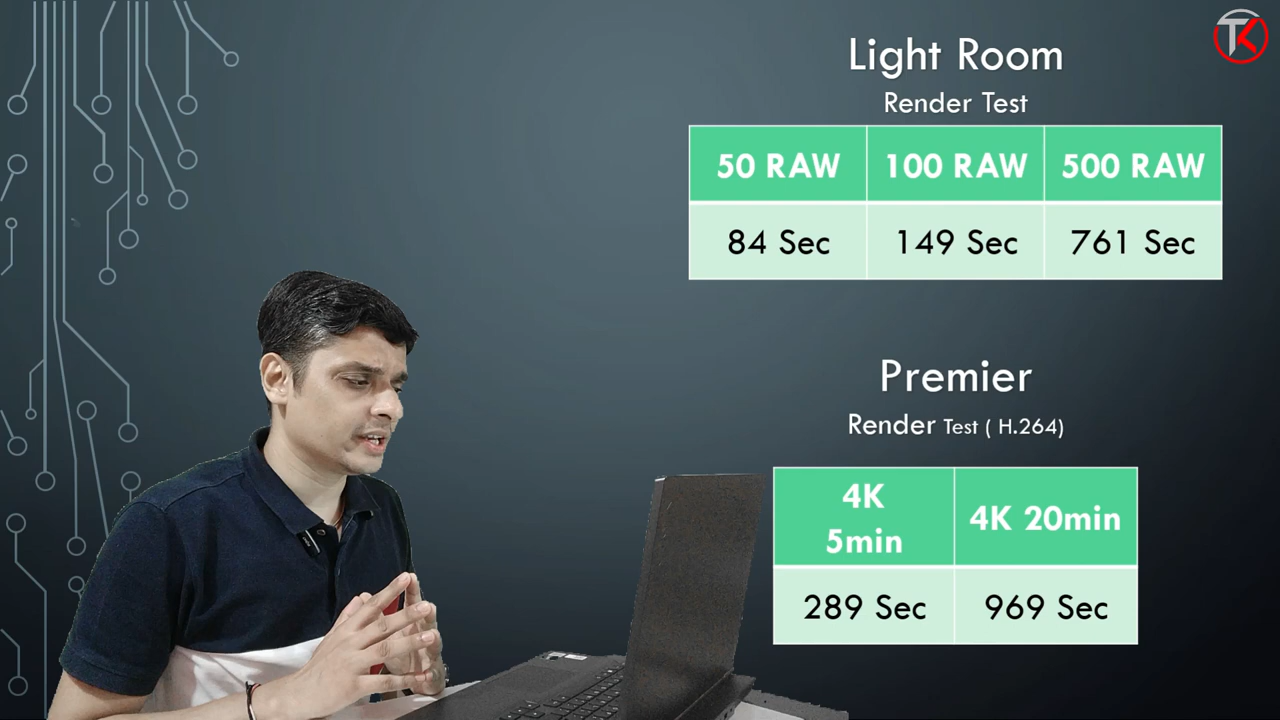 TK
Light Room
Render Test
50 RAW 100 RAW 500 RAW
84 Sec 149 Sec 761 Sec
Premier
Render Test ( H.264)
4K
5min
4K 20min
289 Sec 969 Sec